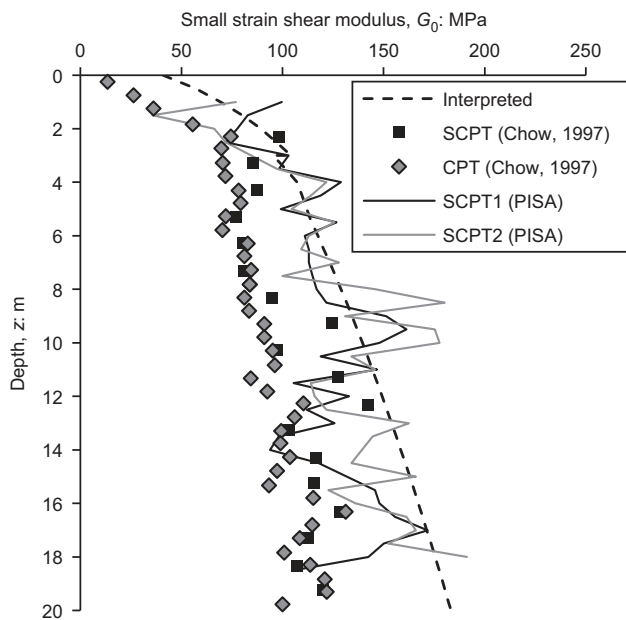 Small strain shear modulus, G₀: MPa
0 50 100 150 200 250
0
2
4
6
8
10
12
14
16
18
20
Depth, z: m
Interpreted
SCPT (Chow, 1997)
CPT (Chow, 1997)
SCPT1 (PISA)
SCPT2 (PISA)